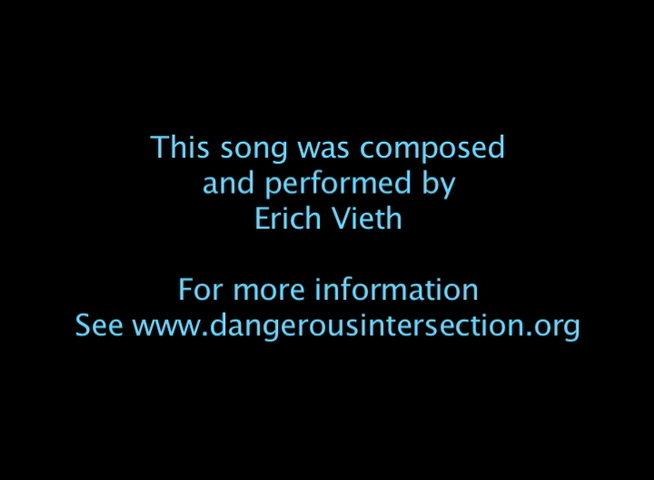 This song was composed
and performed by
Erich Vieth
For more information
See www.dangerousintersection.org